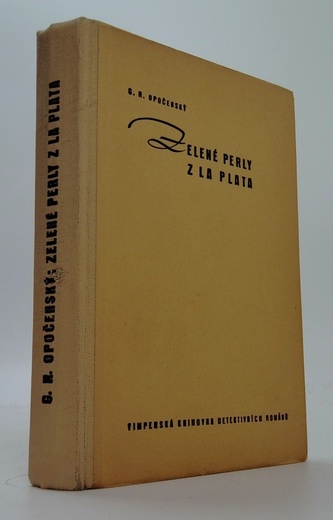 G. R. OPOČENSKÝ: ZELENÉ PERLY Z LA PLATA
G. R. OPOČENSKÝ
ZELENÉ PERLY
Z LA PLATA
VIMPERSKÁ KNIHOVNA DETEKTIVNÍCH ROMÁNŮ